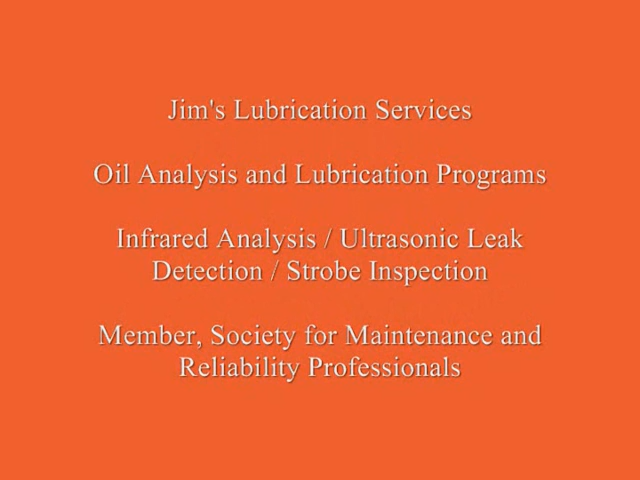 Jim's Lubrication Services
Oil Analysis and Lubrication Programs
Infrared Analysis / Ultrasonic Leak
Detection / Strobe Inspection
Member, Society for Maintenance and
Reliability Professionals